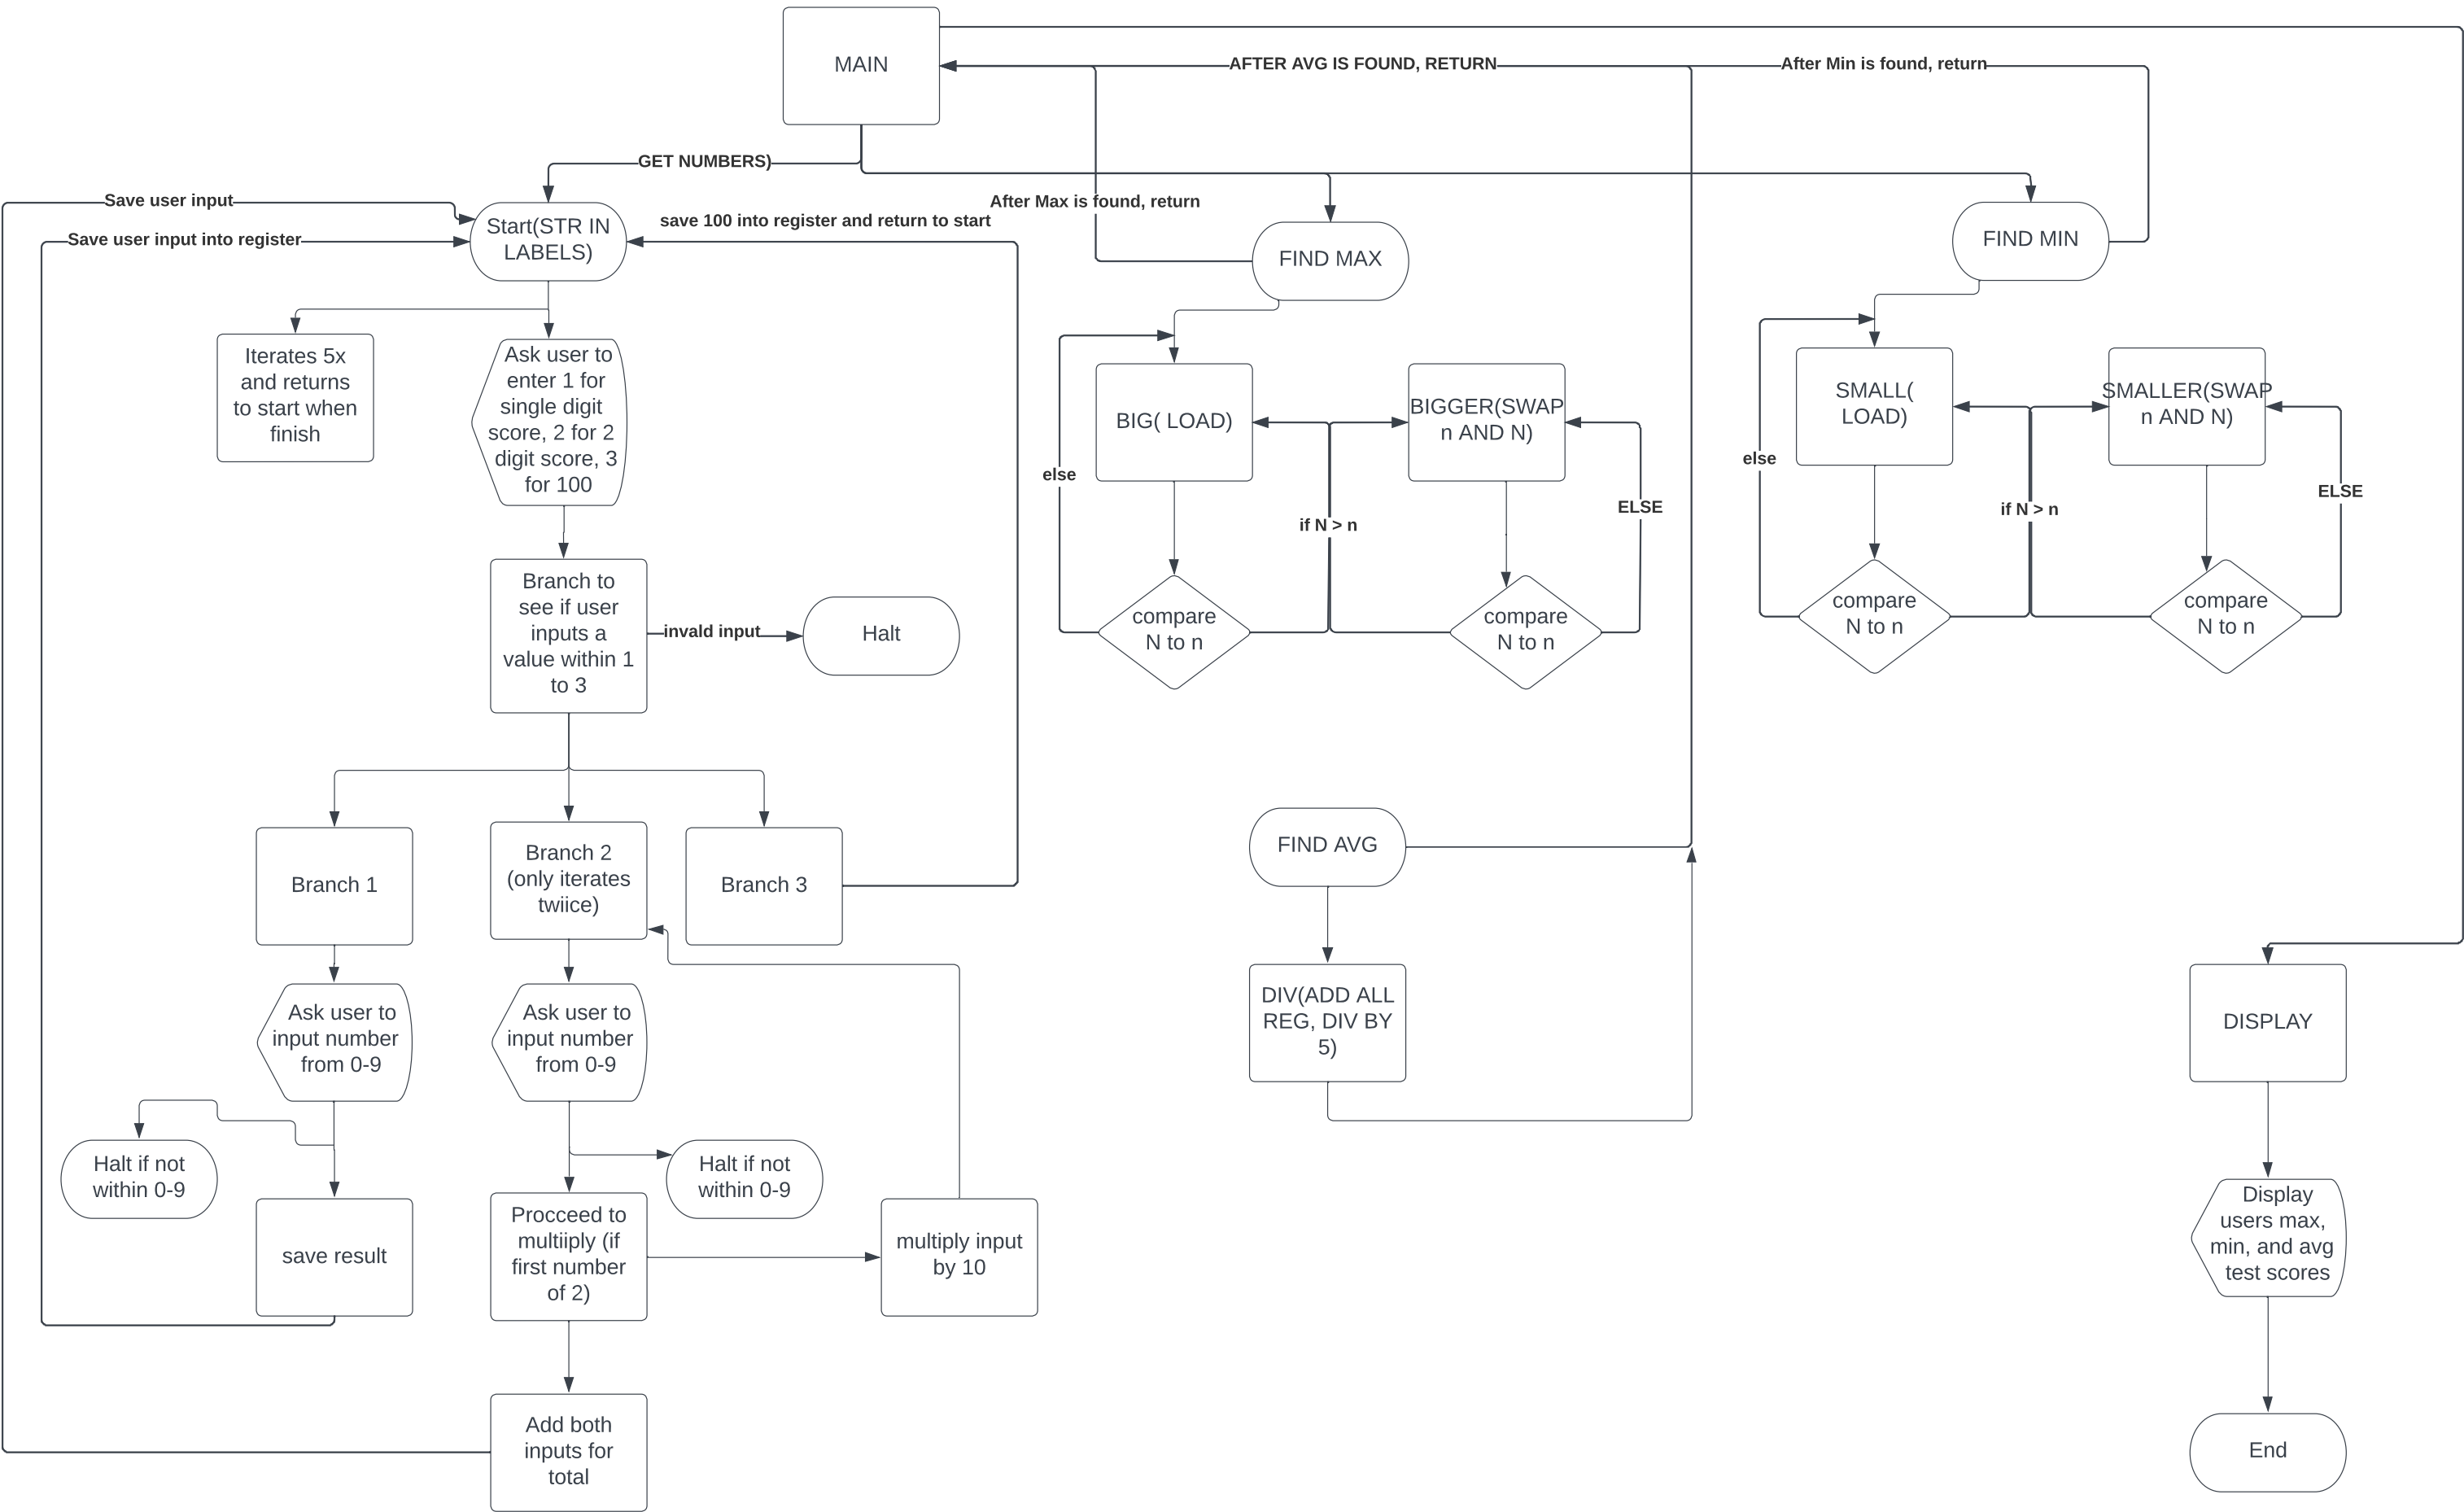 MAIN
AFTER AVG IS FOUND, RETURN
After Min is found, return
GET NUMBERS)
Save user input
Save user input into register
Start(STR IN
LABELS)
save 100 into register and return to start
After Max is found, return
FIND MAX
FIND MIN
Iterates 5x
and returns
to start when
finish
Ask user to
enter 1 for
single digit
score, 2 for 2
digit score, 3
for 100
BIG( LOAD)
BIGGER(SWAP
n AND N)
SMALL(
LOAD)
SMALLER(SWAP
n AND N)
else
if N > n
ELSE
else
if N > n
ELSE
compare
N to n
compare
N to n
compare
N to n
compare
N to n
Branch to
see if user
inputs a
value within 1
to 3
invald input
Halt
Branch 1
Branch 2
(only iterates
twiice)
Branch 3
FIND AVG
Ask user to
input number
from 0-9
Ask user to
input number
from 0-9
DIV(ADD ALL
REG, DIV BY
5)
DISPLAY
Halt if not
within 0-9
save result
Halt if not
within 0-9
Procceed to
multiiply (if
first number
of 2)
multiply input
by 10
Display
users max,
min, and avg
test scores
Add both
inputs for
total
End